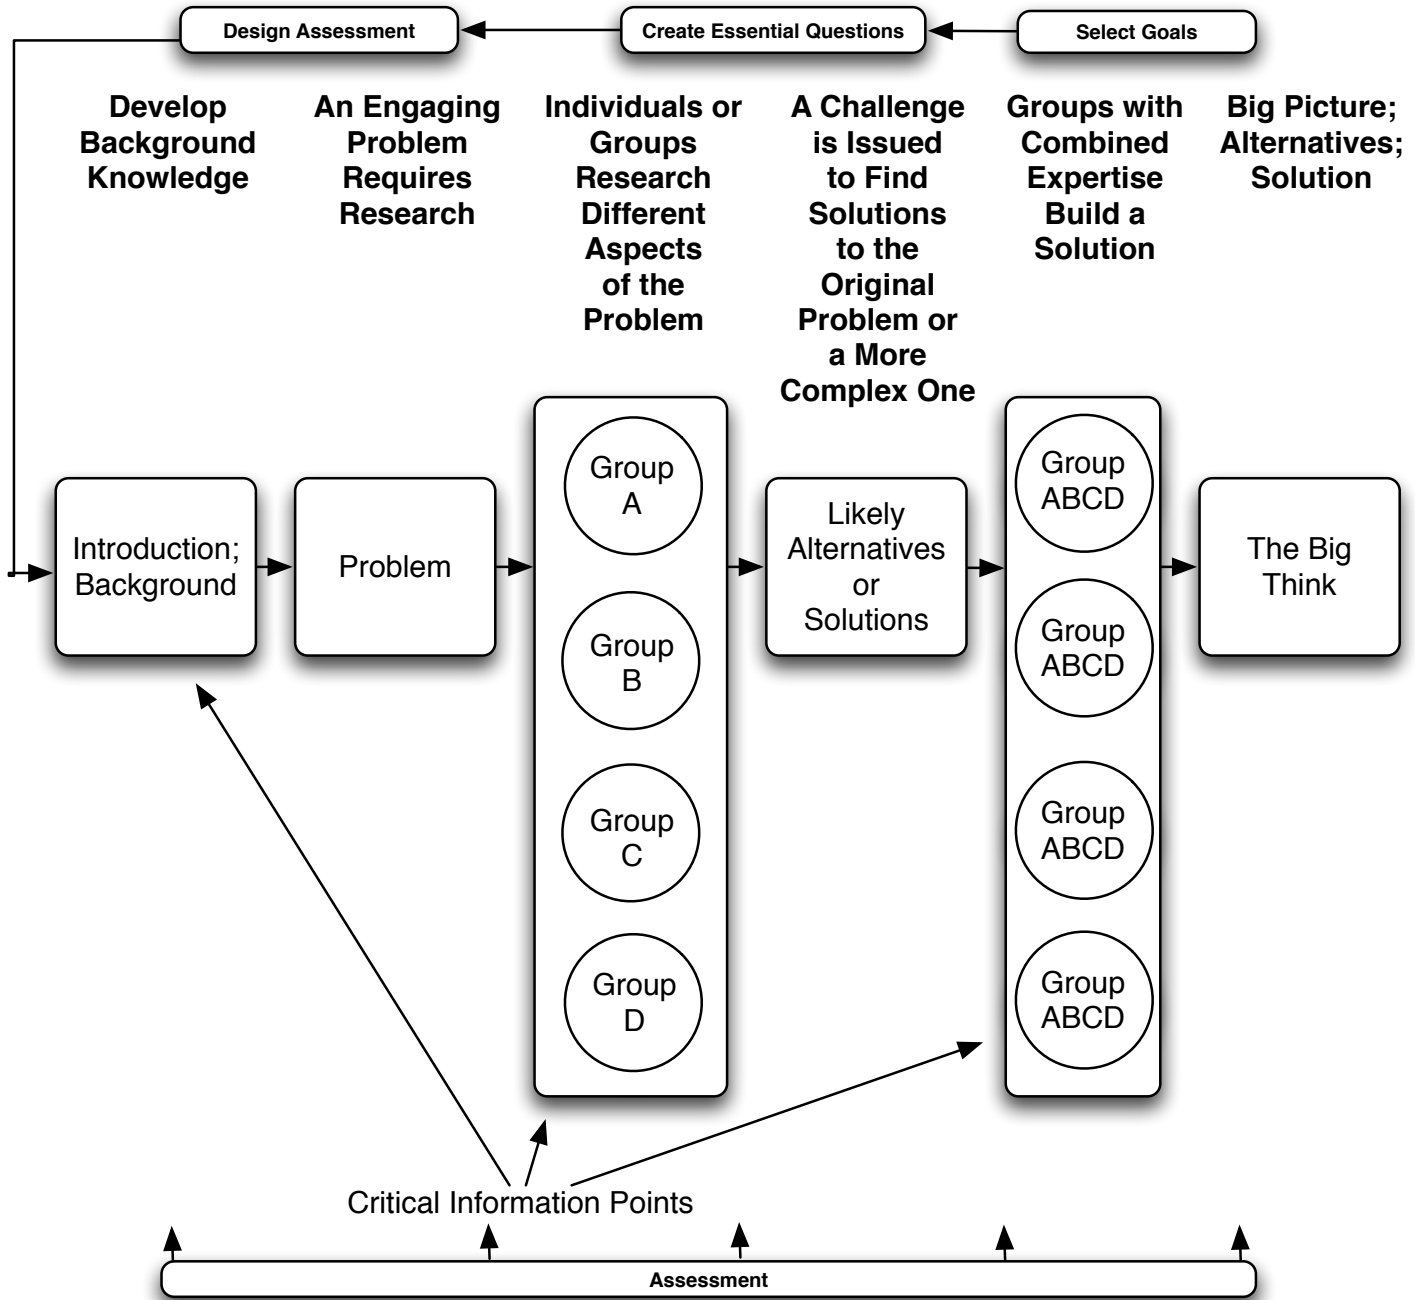 Design Assessment
Create Essential Questions
Select Goals
Develop
Background
Knowledge
An Engaging
Problem
Requires
Research
Individuals or
Groups
Research
Different
Aspects
of the
Problem
A Challenge
is Issued
to Find
Solutions
to the
Original
Problem or
a More
Complex One
Groups with
Combined
Expertise
Build a
Solution
Big Picture;
Alternatives;
Solution
Introduction;
Background
Problem
Group
A
Group
B
Group
C
Group
D
Likely
Alternatives
or
Solutions
Group
ABCD
Group
ABCD
Group
ABCD
Group
ABCD
The Big
Think
Critical Information Points
Assessment